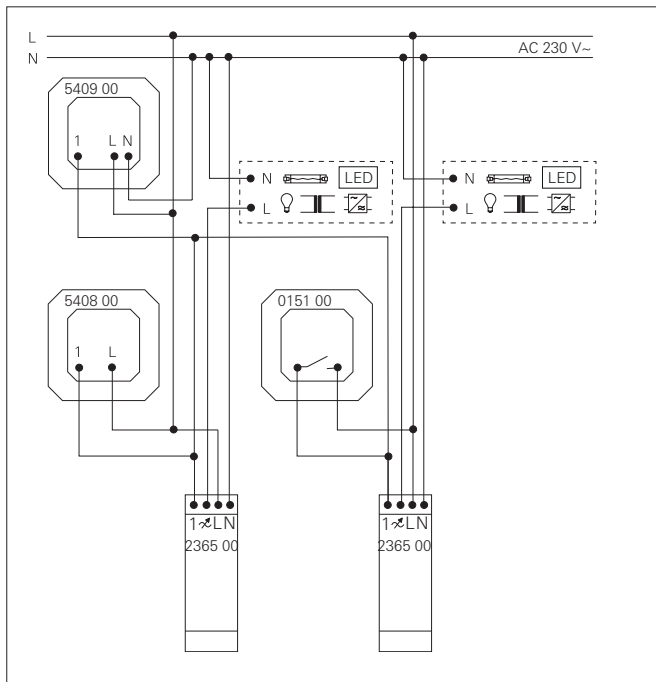 L
N
AC 230 V~
5409 00
1 L N
N LED
L
N LED
L
5408 00
1 L
0151 00
1 L N
2365 00
1 L N
2365 00